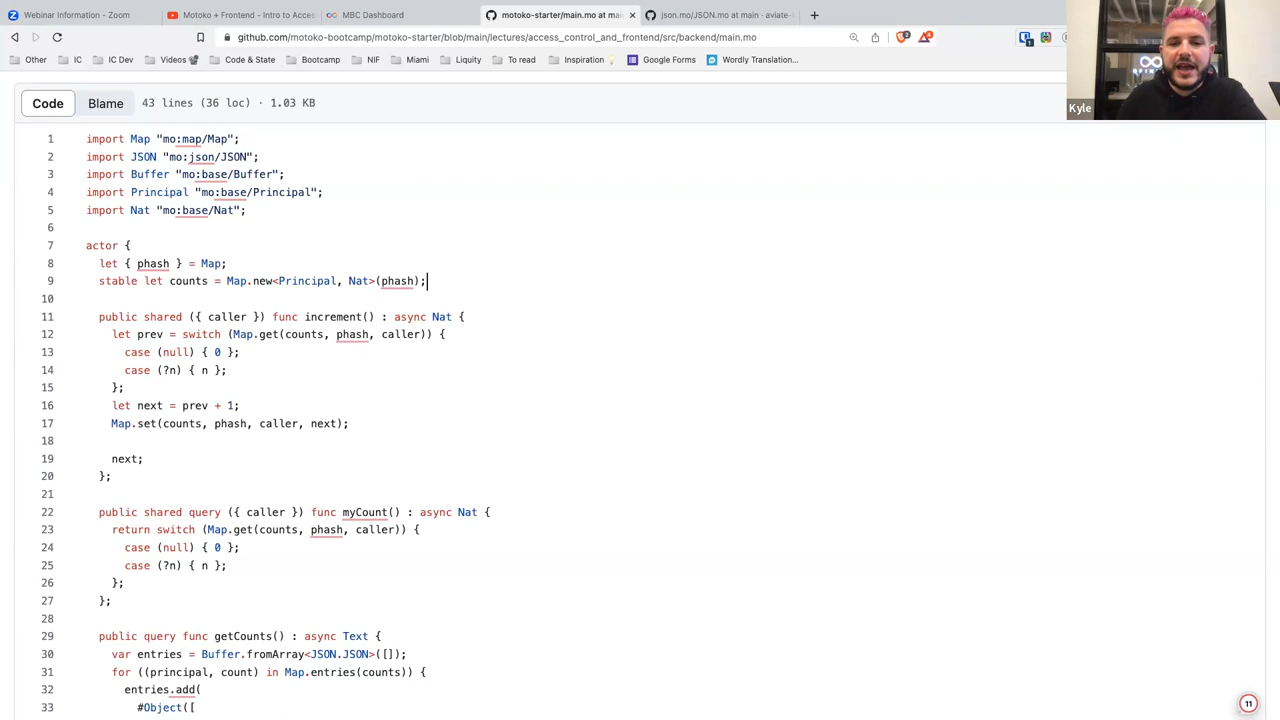 Webinar Information - Zoom
Motoko + Frontend - Intro to Acces
MBC Dashboard
motoko-starter/main.mo at mai
json.mo/JSON.mo at main · aviate-l
github.com/motoko-bootcamp/motoko-starter/blob/main/lectures/access_control_and_frontend/src/backend/main.mo
Other IC IC Dev Videos Code & State Bootcamp NIF Miami Liquity To read Inspiration Google Forms Wordly Translation...
Kyle
Code Blame 43 lines (36 loc) · 1.03 KB
1 import Map "mo:map/Map";
2 import JSON "mo:json/JSON";
3 import Buffer "mo:base/Buffer";
4 import Principal "mo:base/Principal";
5 import Nat "mo:base/Nat";
6
7 actor {
8 let { phash } = Map;
9 stable let counts = Map.new<Principal, Nat>(phash);
10
11 public shared ({ caller }) func increment() : async Nat {
12 let prev = switch (Map.get(counts, phash, caller)) {
13 case (null) { 0 };
14 case (?n) { n };
15 };
16 let next = prev + 1;
17 Map.set(counts, phash, caller, next);
18
19 next;
20 };
21
22 public shared query ({ caller }) func myCount() : async Nat {
23 return switch (Map.get(counts, phash, caller)) {
24 case (null) { 0 };
25 case (?n) { n };
26 };
27 };
28
29 public query func getCounts() : async Text {
30 var entries = Buffer.fromArray<JSON.JSON>([]);
31 for ((principal, count) in Map.entries(counts)) {
32 entries.add(
33 #Object([
11